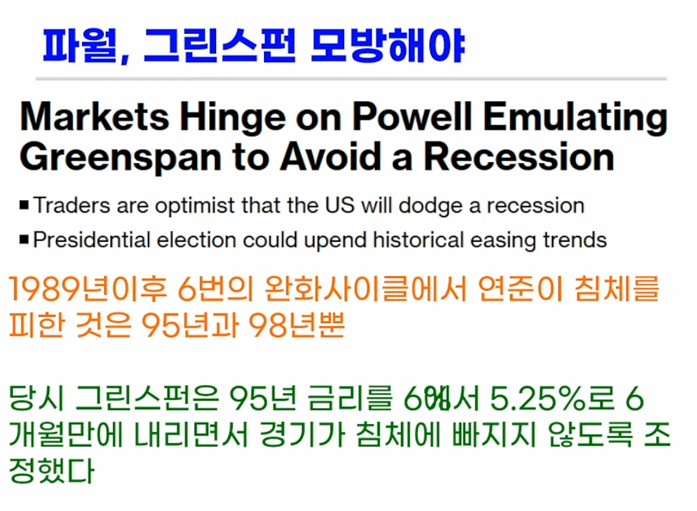 파월, 그린스펀 모방해야
Markets Hinge on Powell Emulating
Greenspan to Avoid a Recession
▪ Traders are optimist that the US will dodge a recession
▪ Presidential election could upend historical easing trends
1989년이후 6번의 완화사이클에서 연준이 침체를
피한 것은 95년과 98년뿐
당시 그린스펀은 95년 금리를 6%에서 5.25%로 6
개월만에 내리면서 경기가 침체에 빠지지 않도록 조
정했다